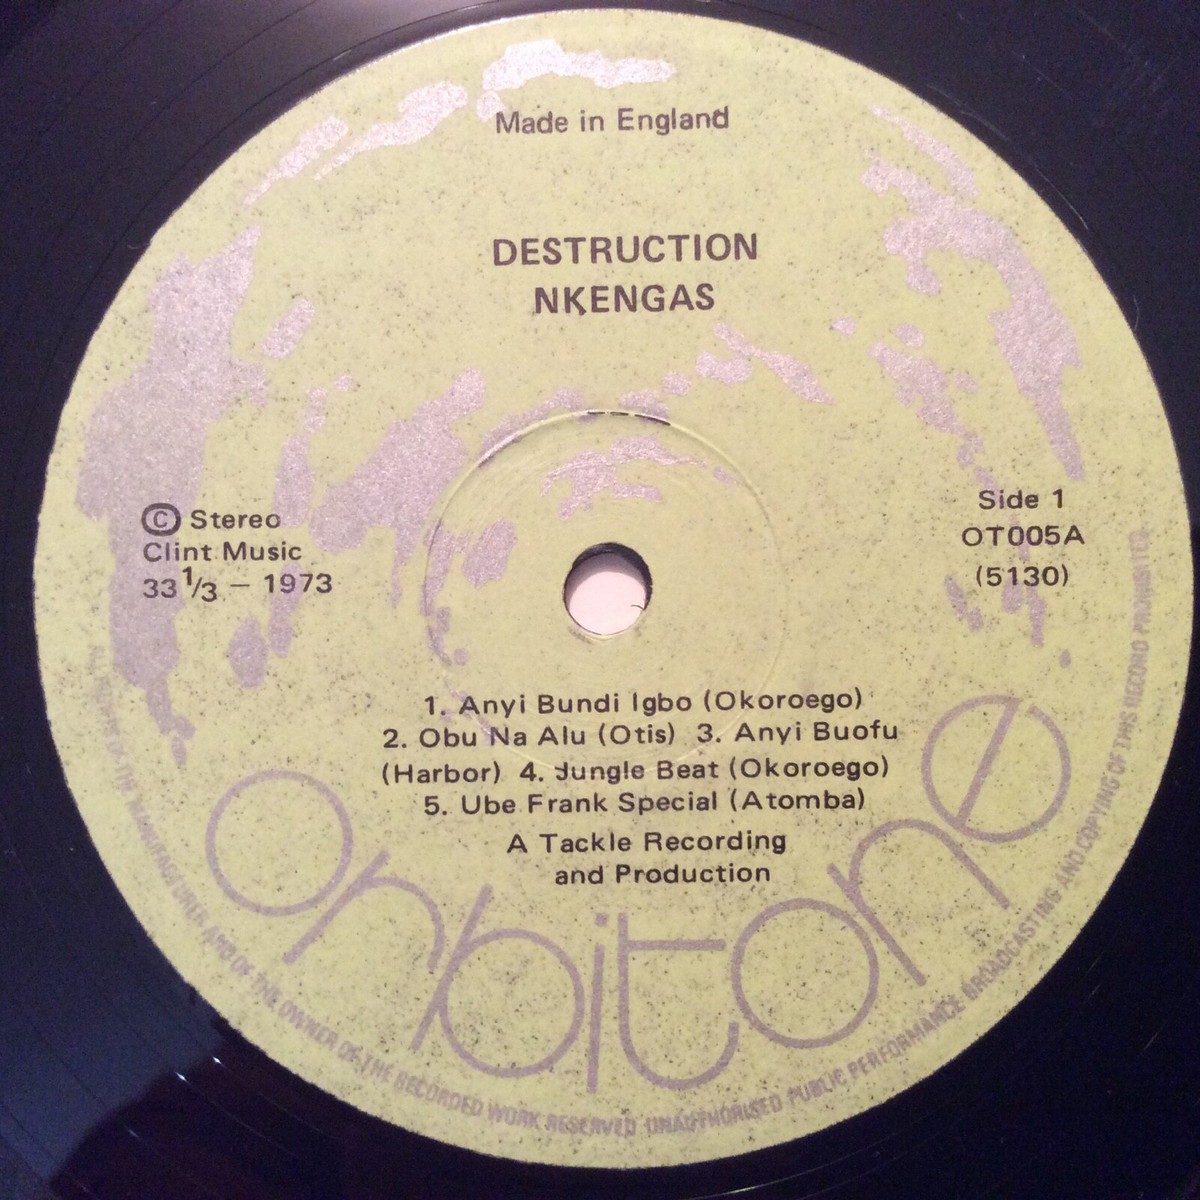 Made in England
DESTRUCTION
NKENGAS
© Stereo
Clint Music
33 1/3 — 1973
Side 1
OT005A
(5130)
1. Anyi Bundi Igbo (Okoroego)
2. Obu Na Alu (Otis) 3. Anyi Buofu
(Harbor) 4. Jungle Beat (Okoroego)
5. Ube Frank Special (Atomba)
A Tackle Recording
and Production
orbitone
ALL RIGHTS OF THE MANUFACTURER AND OF THE OWNER OF THE RECORDED WORK RESERVED UNAUTHORISED PUBLIC PERFORMANCE BROADCASTING AND COPYING OF THIS RECORD PROHIBITED